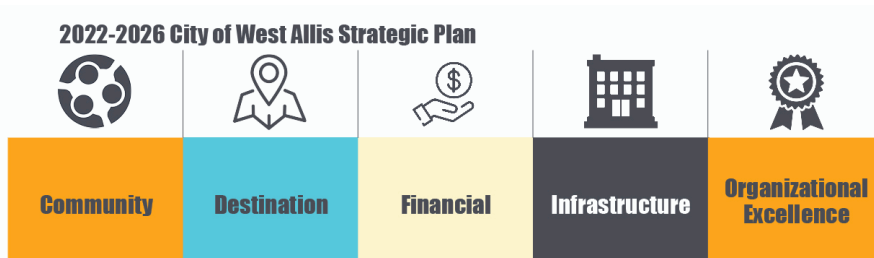 2022-2026 City of West Allis Strategic Plan
$
Community
Destination
Financial
Infrastructure
Organizational
Excellence